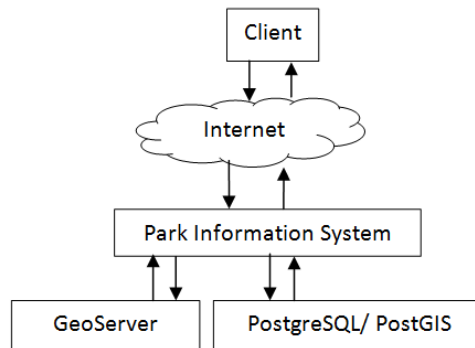 Client
Internet
Park Information System
GeoServer
PostgreSQL/ PostGIS